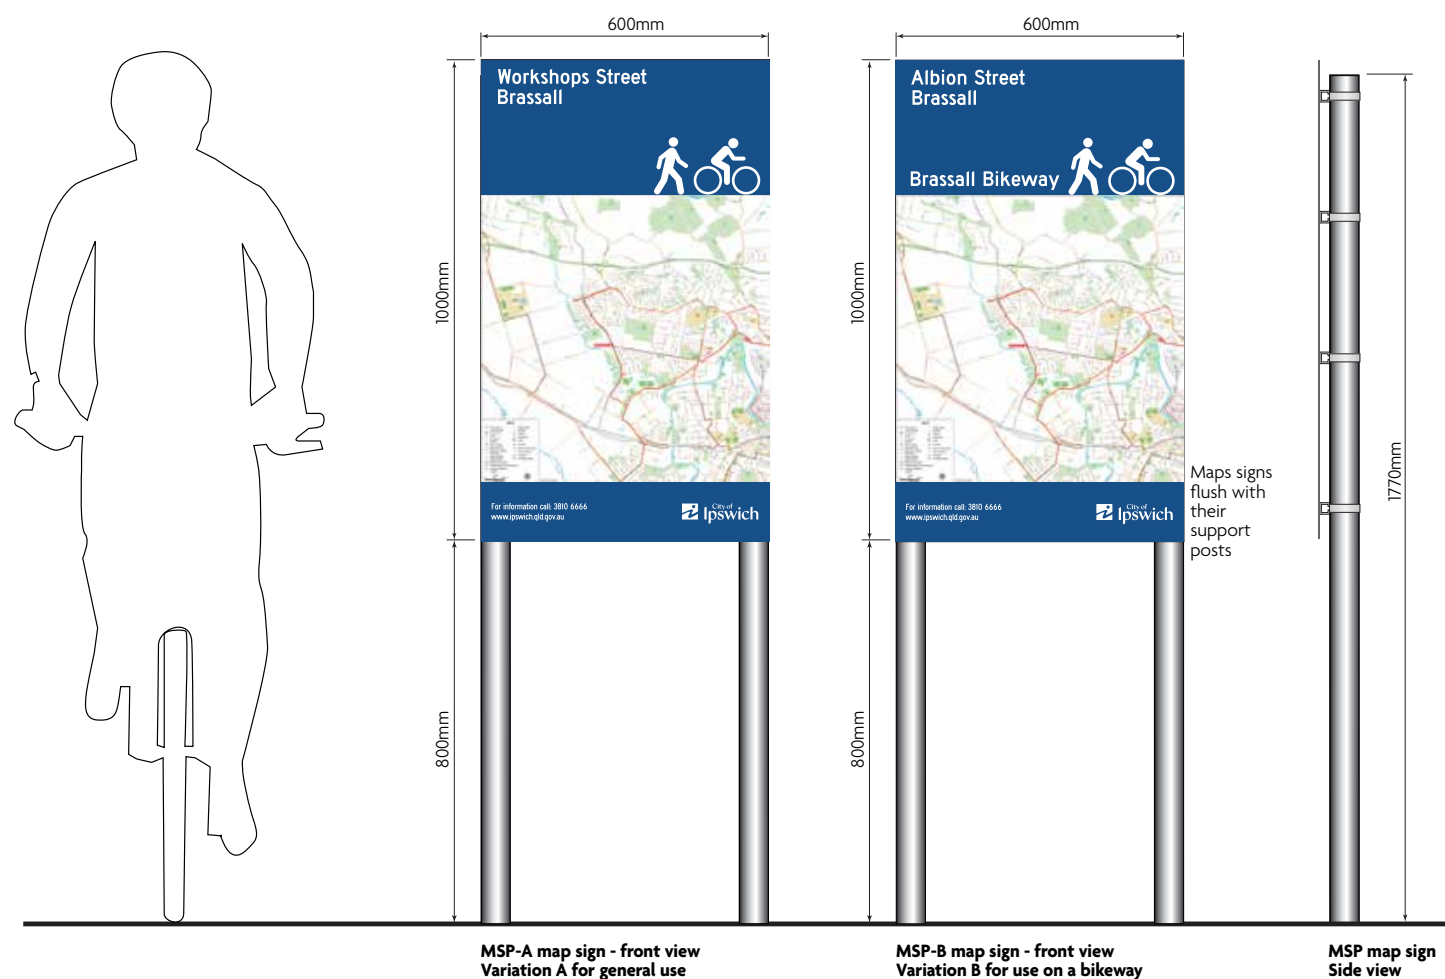 600mm
600mm
Workshops Street
Brassall
Albion Street
Brassall
Brassall Bikeway
1000mm
1000mm
Maps signs
flush with
their
support
posts
1770mm
For information call: 3810 6666
www.ipswich.qld.gov.au
City of
Ipswich
For information call: 3810 6666
www.ipswich.qld.gov.au
City of
Ipswich
800mm
800mm
MSP-A map sign - front view
Variation A for general use
MSP-B map sign - front view
Variation B for use on a bikeway
MSP map sign
Side view